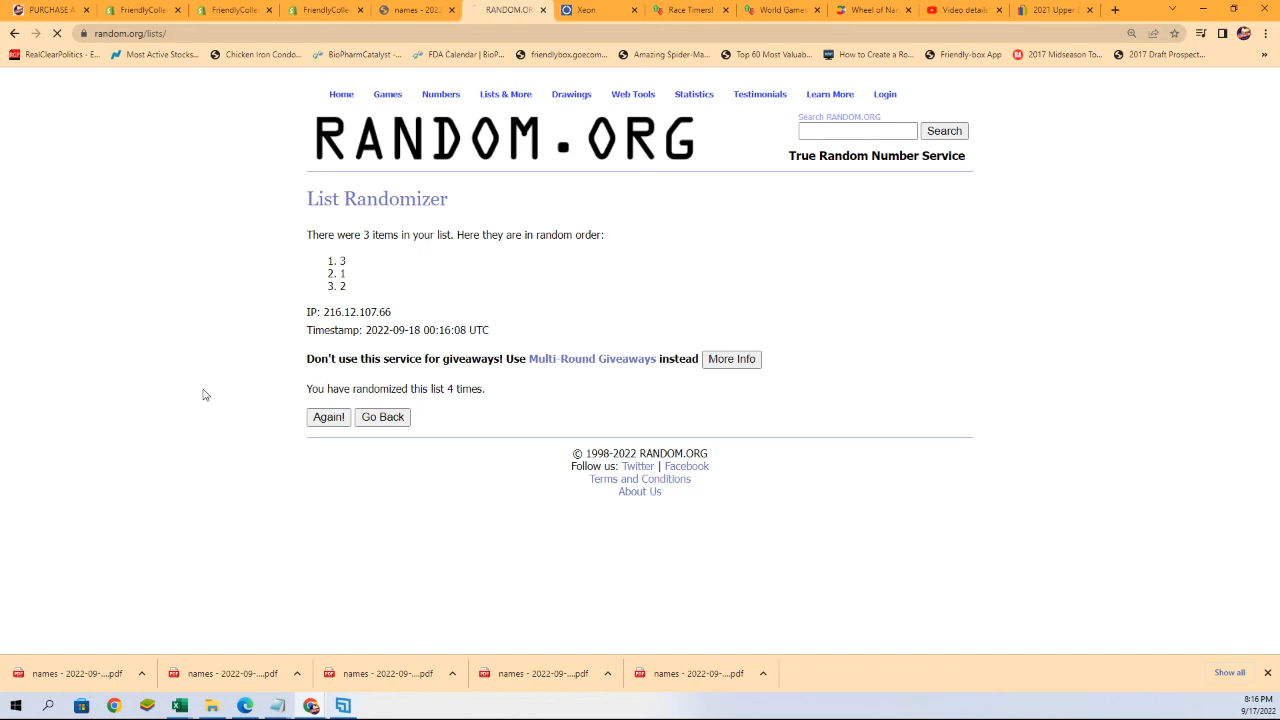 PURCHASE A
FriendlyColle
FriendlyColle
FriendlyColle
names - 202
RANDOM.OR
Xeon
Race Times!
World Game
Wheel of Na
Video details
2021 Upper D
random.org/lists/
RealClearPolitics - E...
Most Active Stocks...
Chicken Iron Condo...
BioPharmCatalyst -...
FDA Calendar | BioP...
friendlybox.goecom...
Amazing Spider-Ma...
Top 60 Most Valuab...
How to Create a Ro...
Friendly-box App
2017 Midseason To...
2017 Draft Prospect...
»
Home Games Numbers Lists & More Drawings Web Tools Statistics Testimonials Learn More Login
RANDOM.ORG
Search RANDOM.ORG
Search
True Random Number Service
List Randomizer
There were 3 items in your list. Here they are in random order:
1. 3
2. 1
3. 2
IP: 216.12.107.66
Timestamp: 2022-09-18 00:16:08 UTC
Don't use this service for giveaways! Use Multi-Round Giveaways instead More Info
You have randomized this list 4 times.
Again! Go Back
© 1998-2022 RANDOM.ORG
Follow us: Twitter | Facebook
Terms and Conditions
About Us
names - 2022-09-....pdf
names - 2022-09-....pdf
names - 2022-09-....pdf
names - 2022-09-....pdf
names - 2022-09-....pdf
Show all
8:16 PM
9/17/2022